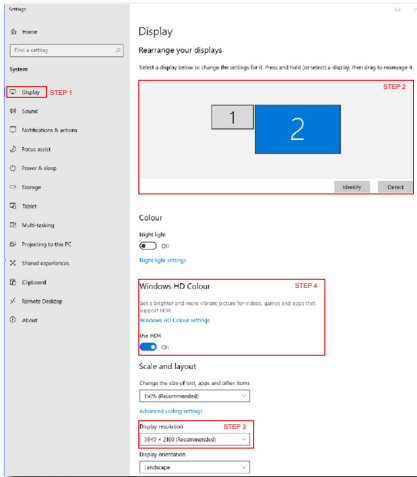 Settings
Home
Find a setting
System
Display STEP 1
Sound
Notifications & actions
Focus assist
Power & sleep
Storage
Tablet
Multi-tasking
Projecting to this PC
Shared experiences
Clipboard
Remote Desktop
About
Display
Rearrange your displays
Select a display below to change the settings for it. Press and hold (or select) a display, then drag to rearrange it.
STEP 2
1
2
Identify Detect
Colour
Night light
Off
Night light settings
Windows HD Colour STEP 4
Get a brighter and more vibrant picture for videos, games and apps that
support HDR.
Windows HD Colour settings
Use HDR
On
Scale and layout
Change the size of text, apps and other items
(Recommended)
Advanced scaling settings
Display resolution STEP 3
3840 × 2160 (Recommended)
Display orientation
Landscape